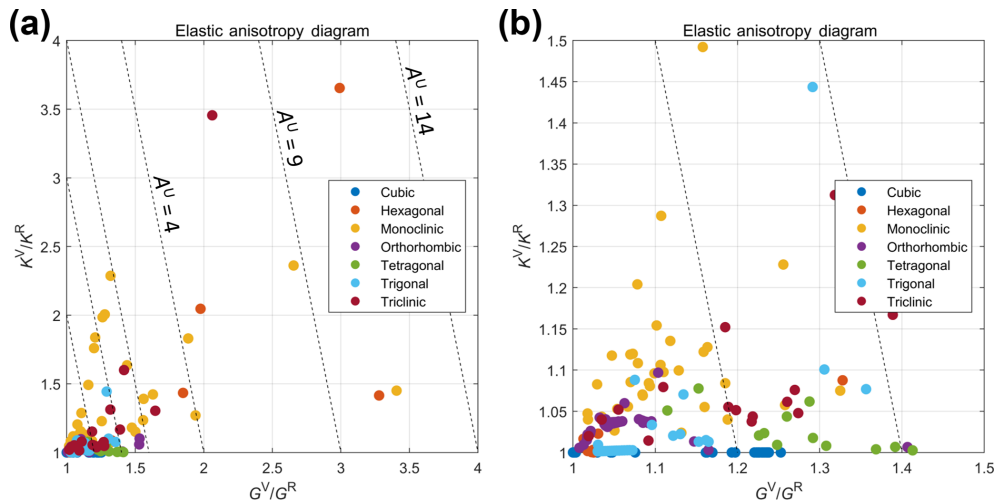 (a)
Elastic anisotropy diagram
4
3.5
3
2.5
2
1.5
1
K^V/K^R
A^U = 4
A^U = 9
A^U = 14
Cubic
Hexagonal
Monoclinic
Orthorhombic
Tetragonal
Trigonal
Triclinic
1 1.5 2 2.5 3 3.5 4
G^V/G^R
(b)
Elastic anisotropy diagram
1.5
1.45
1.4
1.35
1.3
1.25
1.2
1.15
1.1
1.05
1
K^V/K^R
Cubic
Hexagonal
Monoclinic
Orthorhombic
Tetragonal
Trigonal
Triclinic
1 1.1 1.2 1.3 1.4 1.5
G^V/G^R